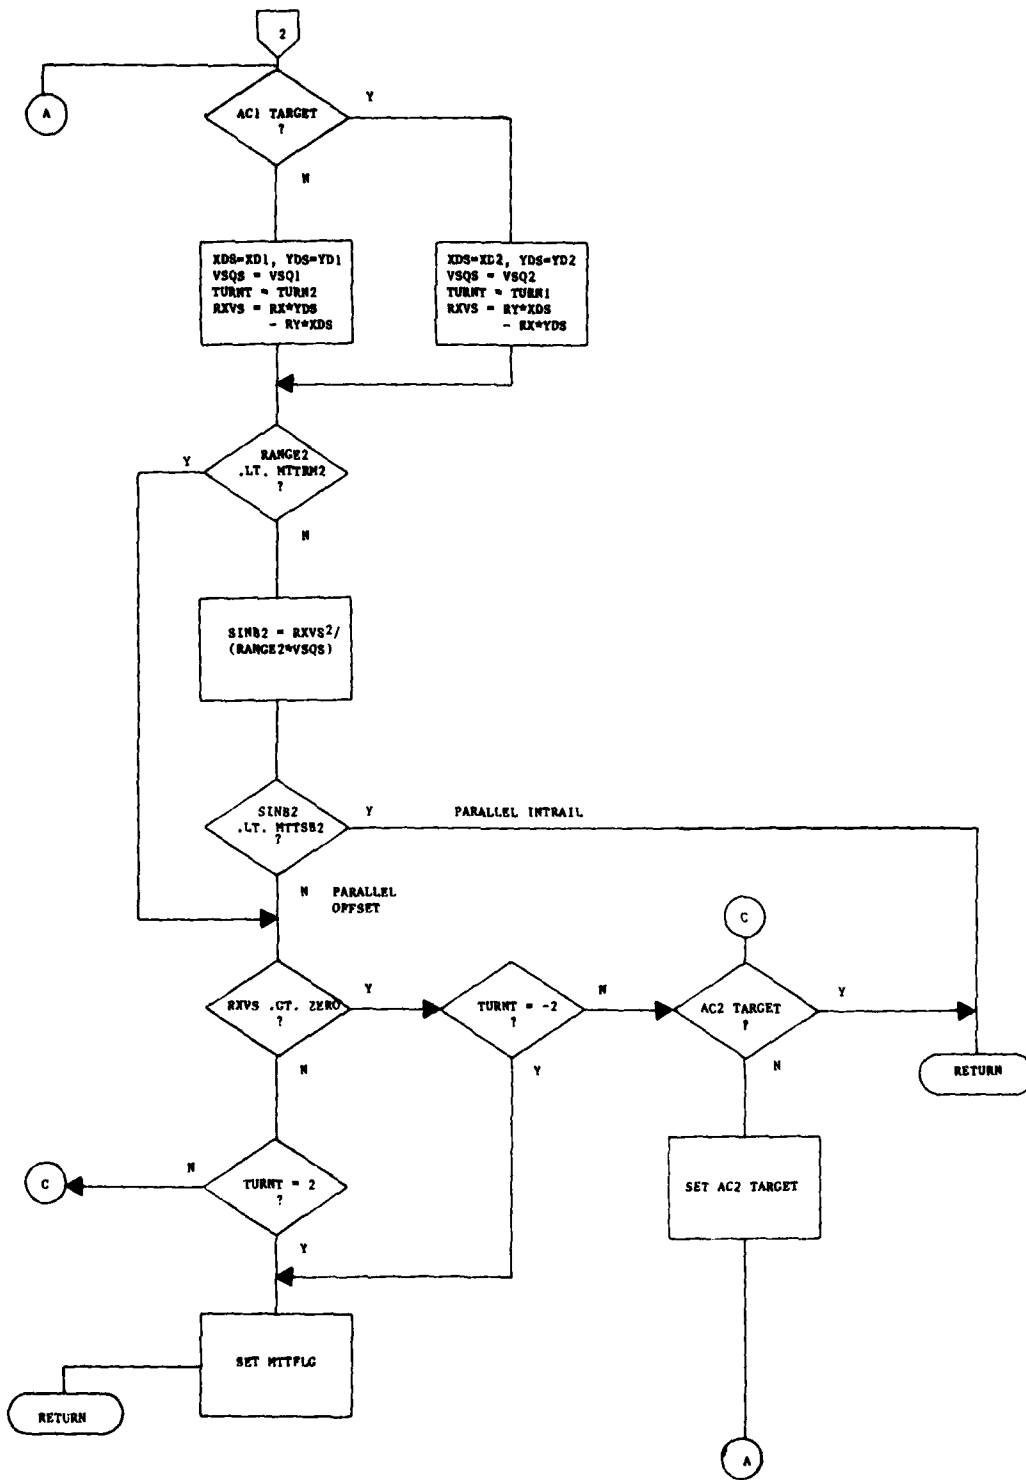 2
A
AC1 TARGET
?
Y
N
XDS=XD1, YDS=YD1
VSQS = VSQ1
TURNT = TURN2
RXVS = RX*YDS
- RY*XDS
XDS=XD2, YDS=YD2
VSQS = VSQ2
TURNT = TURN1
RXVS = RY*XDS
- RX*YDS
RANGE2
.LT. MTTRM2
?
Y
N
SINB2 = RXVS²/
(RANGE2*VSQS)
SINB2
.LT. MTTSB2
?
Y
PARALLEL INTRAIL
N PARALLEL
OFFSET
C
RXVS .GT. ZERO
?
Y
N
TURNT = -2
?
N
Y
AC2 TARGET
?
Y
N
RETURN
C
N
TURNT = 2
?
Y
SET AC2 TARGET
SET MTTFLG
RETURN
A